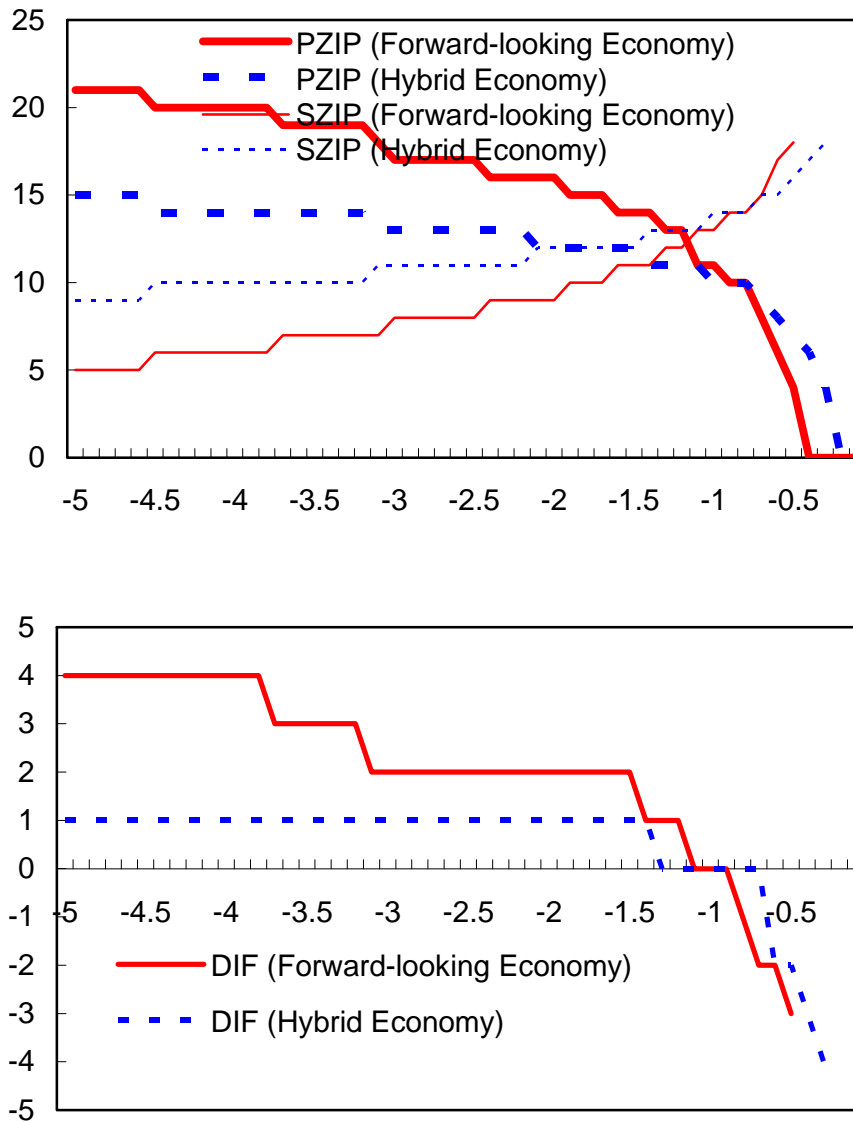 25
PZIP (Forward-looking Economy)
PZIP (Hybrid Economy)
20
SZIP (Forward-looking Economy)
SZIP (Hybrid Economy)
15
10
5
0
-5 -4.5 -4 -3.5 -3 -2.5 -2 -1.5 -1 -0.5
5
4
3
2
1
0
-5 -4.5 -4 -3.5 -3 -2.5 -2 -1.5 -1 -0.5
-1
DIF (Forward-looking Economy)
-2
-3
DIF (Hybrid Economy)
-4
-5